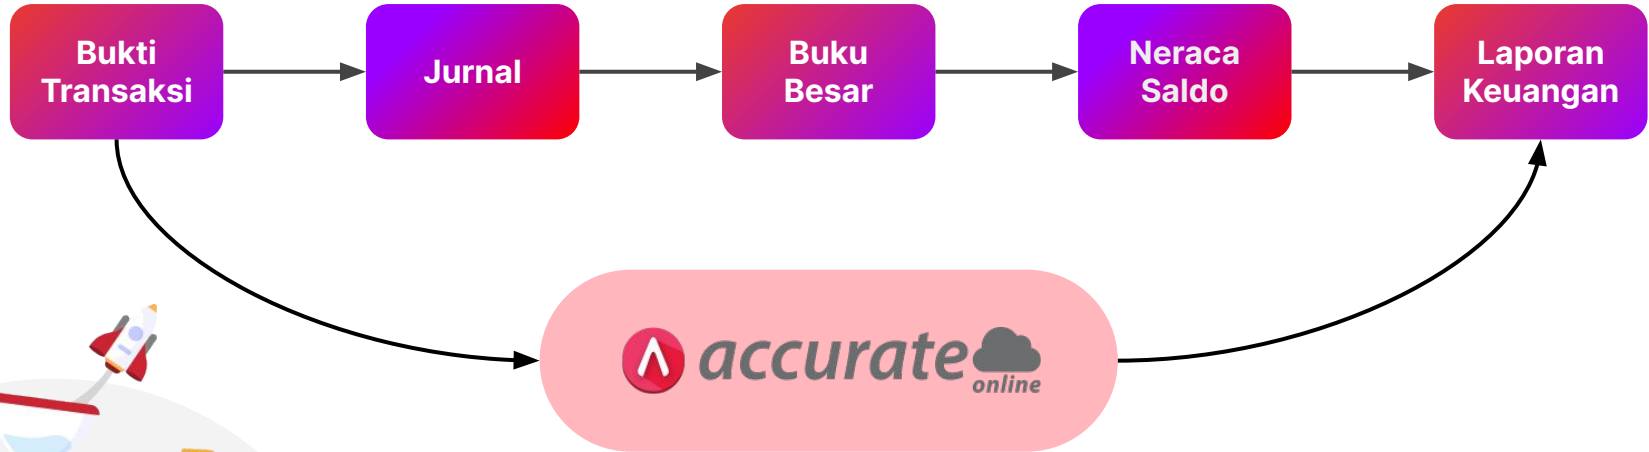 Bukti
Transaksi
Jurnal
Buku
Besar
Neraca
Saldo
Laporan
Keuangan
accurate
online